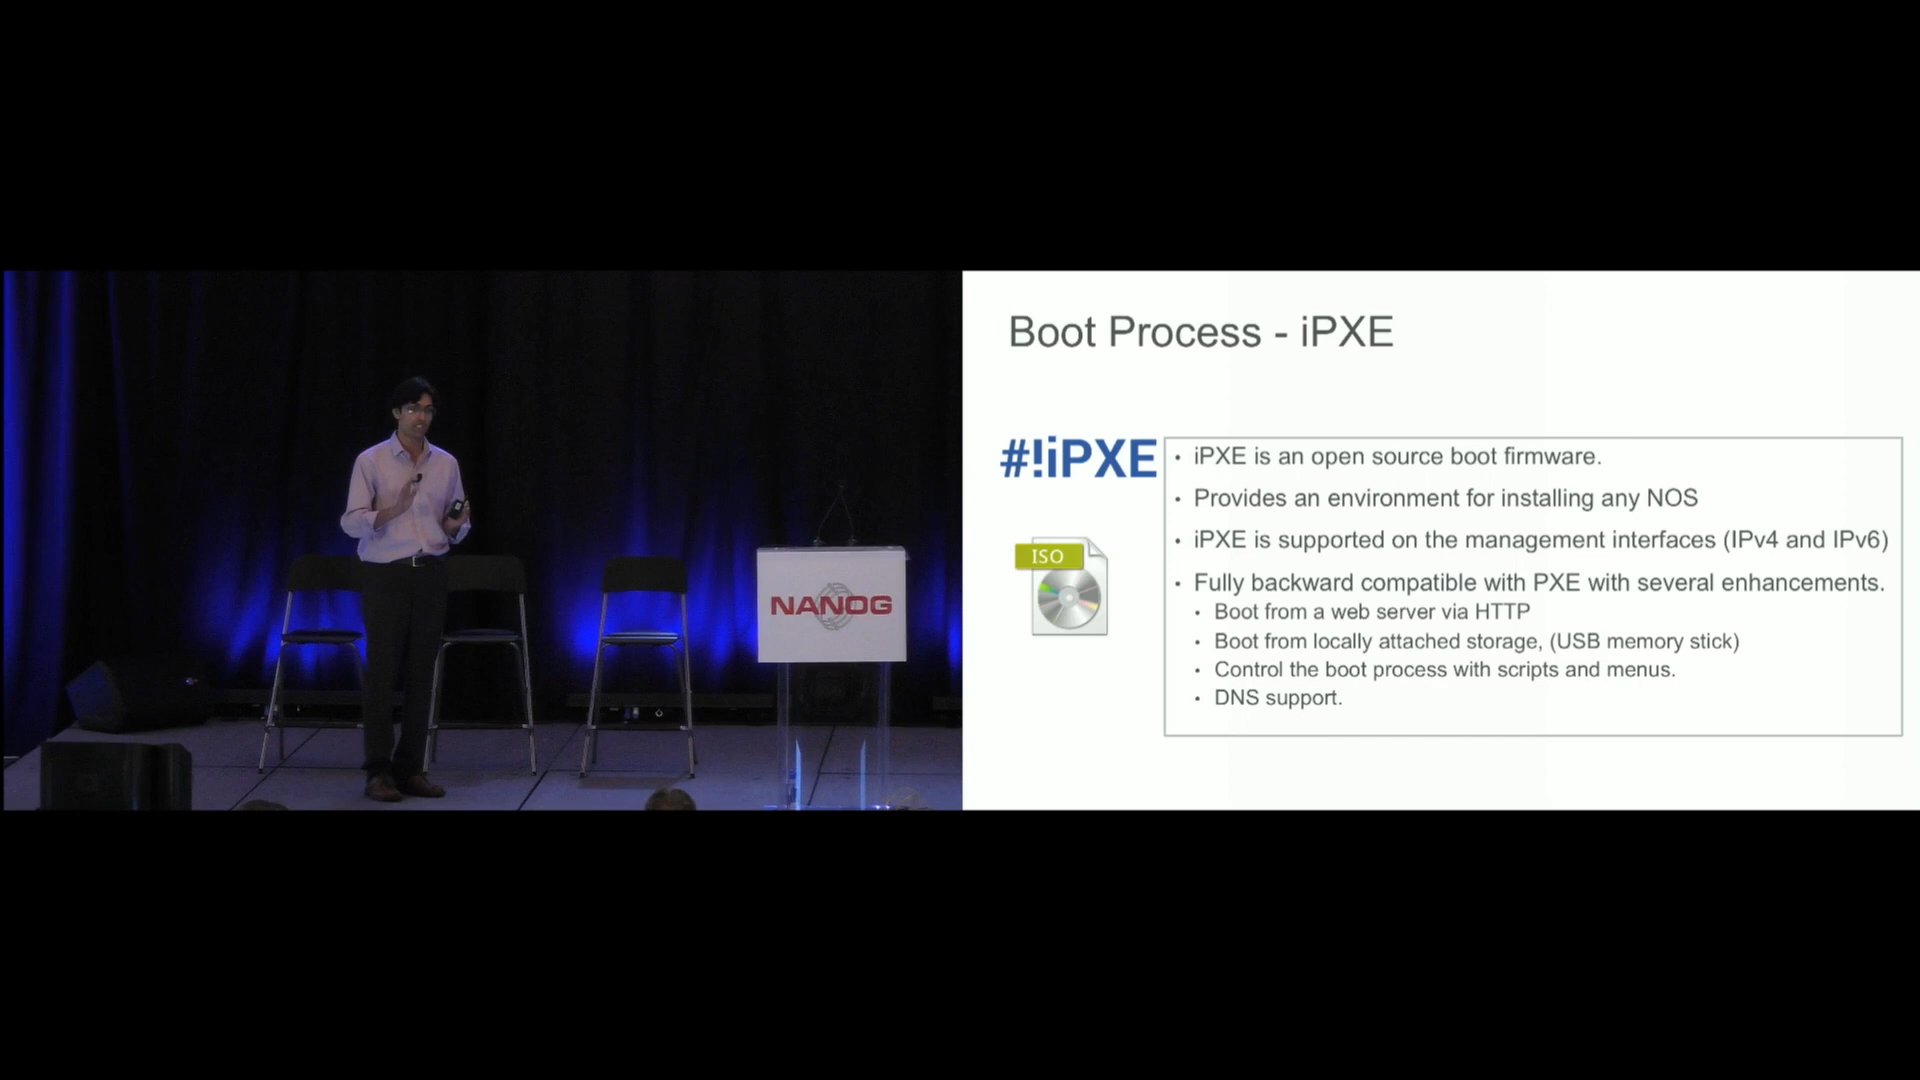 Boot Process - iPXE
#!iPXE
• iPXE is an open source boot firmware.
• Provides an environment for installing any NOS
• iPXE is supported on the management interfaces (IPv4 and IPv6)
ISO
• Fully backward compatible with PXE with several enhancements.
• Boot from a web server via HTTP
• Boot from locally attached storage, (USB memory stick)
• Control the boot process with scripts and menus.
• DNS support.
NANOG